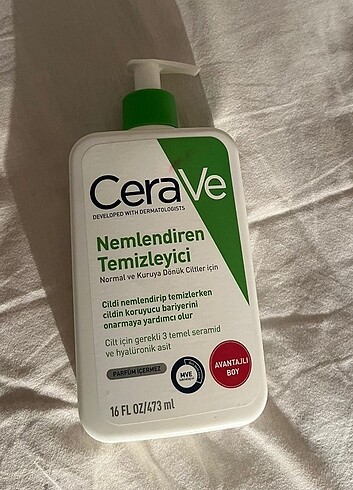 CeraVe
DEVELOPED WITH DERMATOLOGISTS
Nemlendiren
Temizleyici
Normal ve Kuruya Dönük Ciltler için
Cildi nemlendirip temizlerken
cildin koruyucu bariyerini
onarmaya yardımcı olur
Cilt için gerekli 3 temel seramid
ve hyalüronik asit
PARFÜM İÇERMEZ
MVE
AVANTAJLI
BOY
16 FL OZ/473 ml